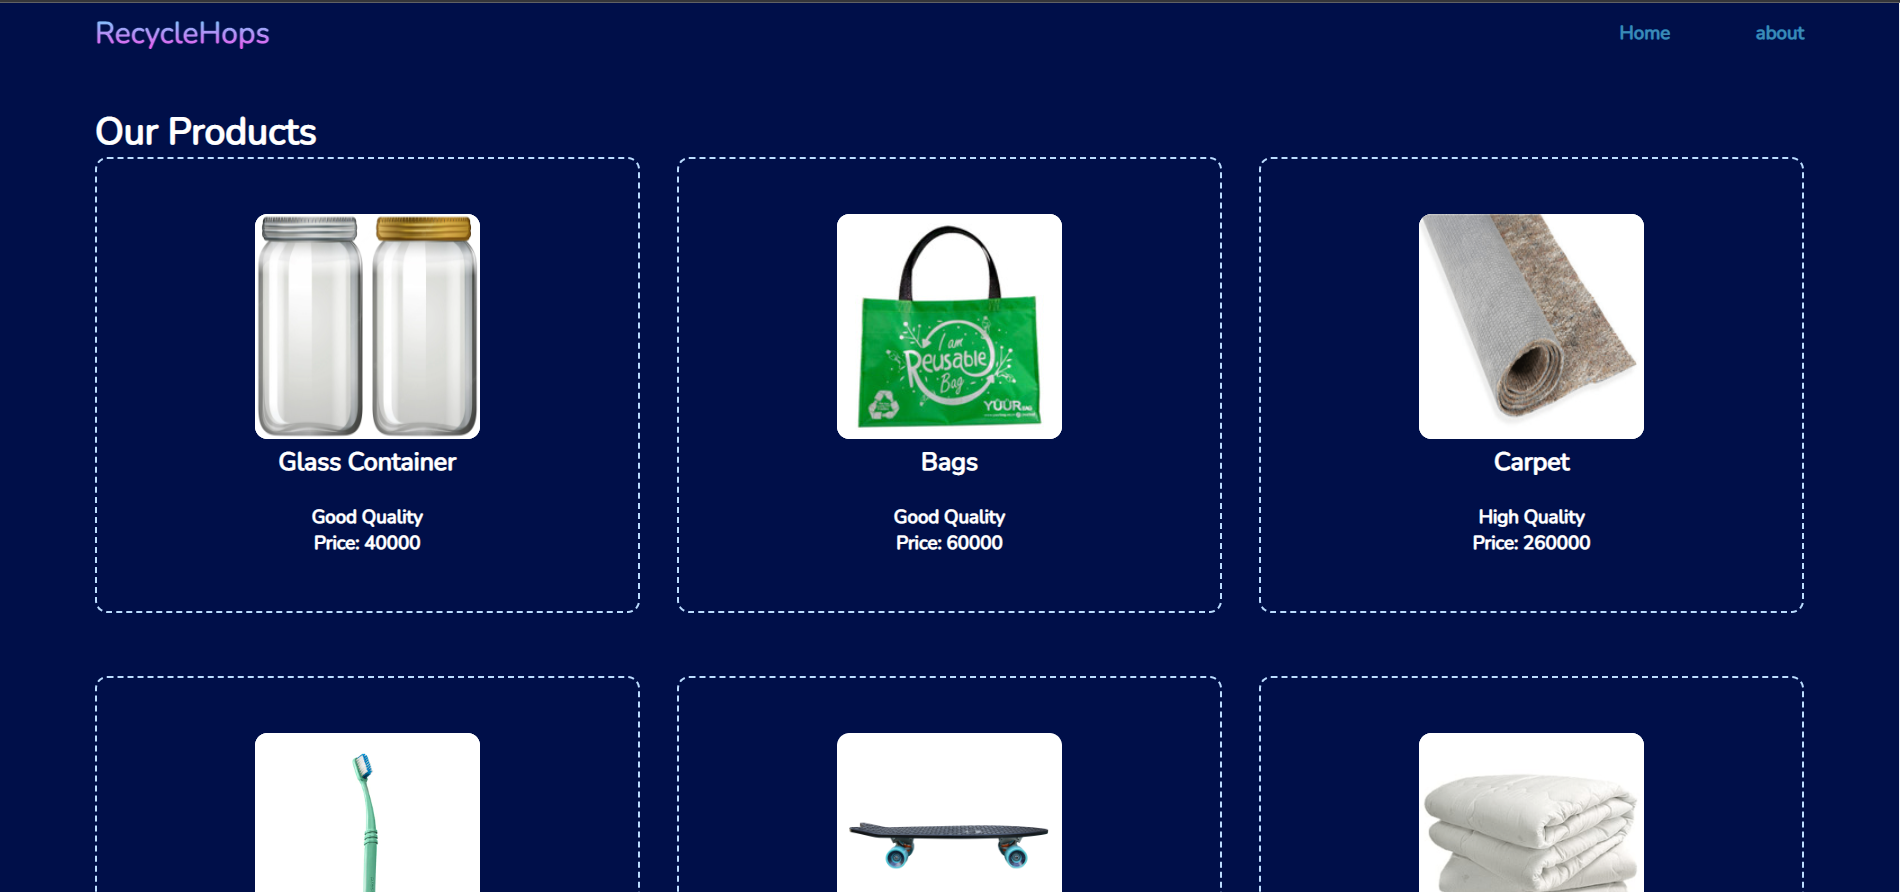 RecycleHops
Home
about
Our Products
I am
Reusable
Bag
YÜÜR
Glass Container
Bags
Carpet
Good Quality
Price: 40000
Good Quality
Price: 60000
High Quality
Price: 260000